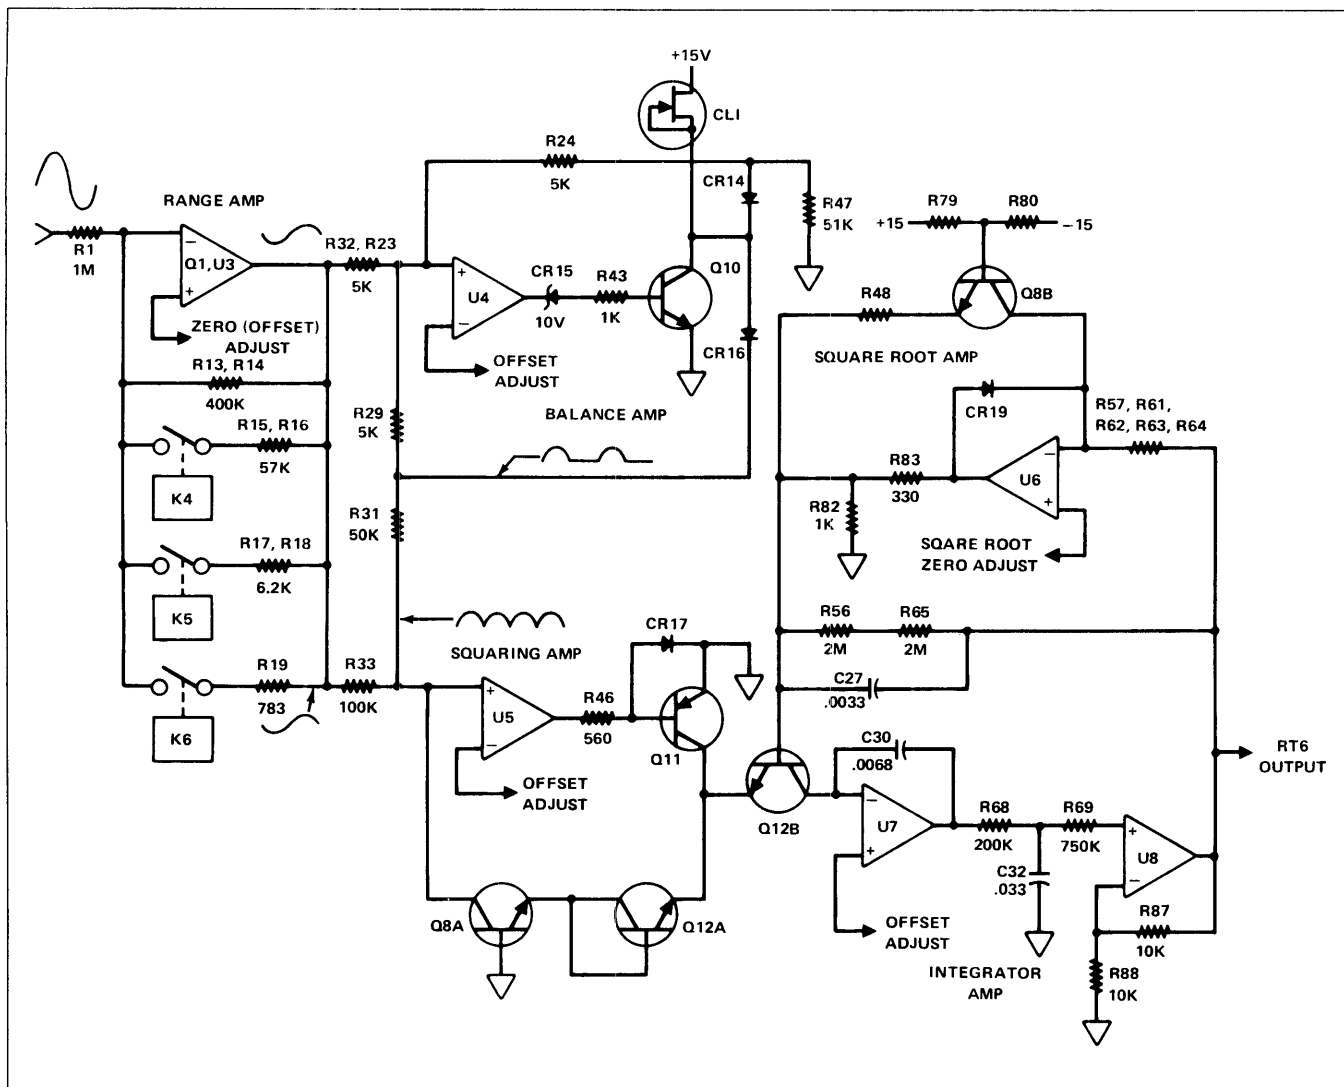 +15V
CLI
R24
5K
CR14
R47
51K
R79
R80
+15
-15
RANGE AMP
R1
1M
-
Q1, U3
+
R32, R23
5K
+
U4
-
CR15
10V
R43
1K
Q10
Q8B
R48
ZERO (OFFSET)
ADJUST
OFFSET
ADJUST
CR16
SQUARE ROOT AMP
R13, R14
400K
CR19
R57, R61,
R62, R63, R64
R29
5K
BALANCE AMP
R15, R16
57K
K4
R83
330
-
U6
+
R82
1K
R31
50K
SQARE ROOT
ZERO ADJUST
R17, R18
6.2K
K5
R56
2M
R65
2M
CR17
SQUARING AMP
R19
783
R33
100K
K6
+
U5
-
R46
560
Q11
C27
.0033
C30
.0068
RT6
OUTPUT
OFFSET
ADJUST
Q12B
-
U7
+
R68
200K
R69
750K
+
U8
-
C32
.033
Q8A
Q12A
OFFSET
ADJUST
R87
10K
INTEGRATOR
AMP
R88
10K